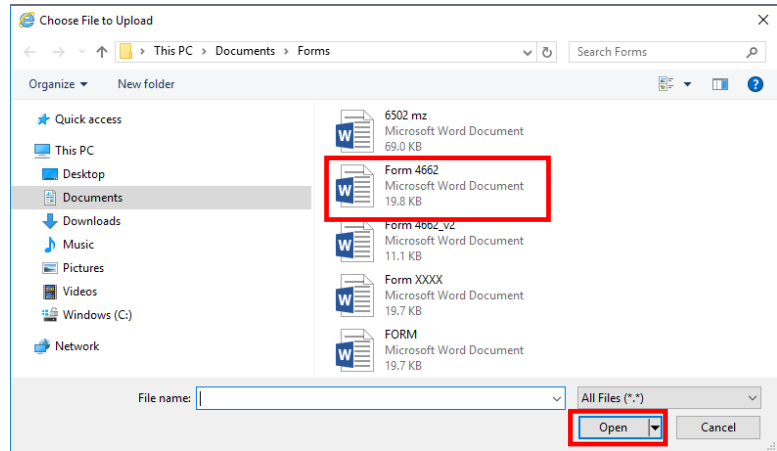 Choose File to Upload
This PC > Documents > Forms
Search Forms
Organize
New folder
Quick access
This PC
Desktop
Documents
Downloads
Music
Pictures
Videos
Windows (C:)
Network
6502 mz
Microsoft Word Document
69.0 KB
Form 4662
Microsoft Word Document
19.8 KB
Form 4662_v2
Microsoft Word Document
11.1 KB
Form XXXX
Microsoft Word Document
19.7 KB
FORM
Microsoft Word Document
19.7 KB
File name:
All Files (*.*)
Open
Cancel